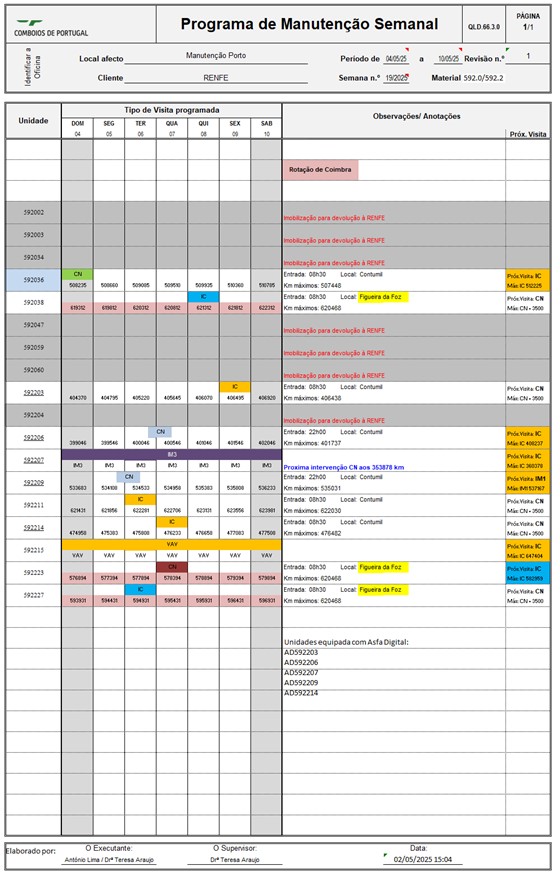 COMBOIOS DE PORTUGAL
Programa de Manutenção Semanal
QLD.66.3.0
PÁGINA
1/1
Identificar a Oficina
Local afecto Manutenção Porto
Periodo de 04/05/25 a 10/05/25 Revisão n.º 1
Cliente RENFE
Semana n.º 19/2025 Material 592.0/592.2
Unidade
Tipo de Visita programada
Observações/ Anotações
Próx. Visita
DOM SEG TER QUA QUI SEX SAB
04 05 06 07 08 09 10
Rotação de Coimbra
592002
Imobilização para devolução à RENFE
592003
Imobilização para devolução à RENFE
592034
Imobilização para devolução à RENFE
592036 CN Entrada: 08h30 Local: Contumil Próx.Visita: IC
508235 508660 509085 509510 509935 510360 510785 Km máximos: 507448 Máx: IC 512225
592038 IC Entrada: 08h30 Local: Figueira da Foz Próx.Visita: CN
619312 619812 620312 620812 621312 621812 622312 Km máximos: 620468 Máx: CN + 3500
592047
Imobilização para devolução à RENFE
592059
Imobilização para devolução à RENFE
592060
Imobilização para devolução à RENFE
592203 IC Entrada: 08h30 Local: Contumil Próx.Visita: CN
404370 404795 405220 405645 406070 406495 406920 Km máximos: 406438 Máx: CN + 3500
592204
Imobilização para devolução à RENFE
592206 CN Entrada: 22h00 Local: Contumil Próx.Visita: IC
399046 399546 400046 400546 401046 401546 402046 Km máximos: 401737 Máx: IC 408237
592207 IM3 Próx.Visita: IC
IM3 IM3 IM3 IM3 IM3 IM3 IM3 Proxima intervenção CN aos 353878 km Máx: IC 360378
592209 CN Entrada: 22h00 Local: Contumil Próx.Visita: IM1
533683 534108 534533 534958 535383 535808 536233 Km máximos: 535031 Máx: IM1 537167
592211 IC Entrada: 08h30 Local: Contumil Próx.Visita: CN
621431 621856 622281 622706 623131 623556 623981 Km máximos: 622030 Máx: CN + 3500
592214 IC Entrada: 08h30 Local: Contumil Próx.Visita: CN
474958 475383 475808 476233 476658 477083 477508 Km máximos: 476482 Máx: CN + 3500
592215 VAV Próx.Visita: IC
VAV VAV VAV VAV VAV VAV VAV Máx: IC 647404
592223 CN Entrada: 08h30 Local: Figueira da Foz Próx.Visita: IC
576894 577394 577894 578394 578894 579394 579894 Km máximos: 620468 Máx: IC 582959
592227 IC Entrada: 08h30 Local: Figueira da Foz Próx.Visita: CN
593931 594431 594931 595431 595931 596431 596931 Km máximos: 620468 Máx: CN + 3500
Unidades equipada com Asfa Digital:
AD592203
AD592206
AD592207
AD592209
AD592214
Elaborado por: O Executante: O Supervisor: Data:
António Lima / Drª Teresa Araujo Drª Teresa Araujo 02/05/2025 15:04